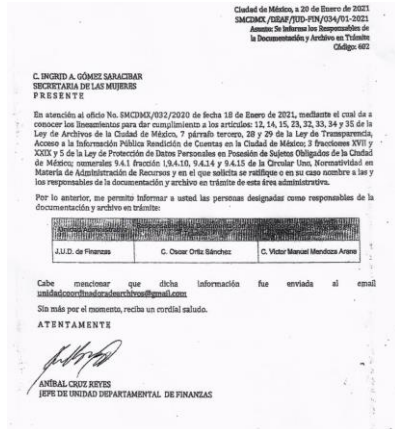 Ciudad de México, a 20 de Enero de 2021
SMCDMX /DEAF/JUD-FIN/034/01-2021
Asunto: Se informa los Responsables de
la Documentación y Archivo en Trámite
Código: 602
C. INGRID A. GÓMEZ SARACIBAR
SECRETARIA DE LAS MUJERES
P R E S E N T E
En atención al oficio No. SMCDMX/032/2020 de fecha 18 de Enero de 2021, mediante el cual da a
conocer los lineamientos para dar cumplimiento a los artículos: 12, 14, 15, 23, 32, 33, 34 y 35 de la
Ley de Archivos de la Ciudad de México, 7 párrafo tercero, 28 y 29 de la Ley de Transparencia,
Acceso a la Información Pública Rendición de Cuentas en la Ciudad de México; 3 fracciones XVII y
XXIX y 5 de la Ley de Protección de Datos Personales en Posesión de Sujetos Obligados de la Ciudad
de México; numerales 9.4.1 fracción I,9.4.10, 9.4.14 y 9.4.15 de la Circular Uno, Normatividad en
Materia de Administración de Recursos y en el que solicita se ratifique o en su caso nombre a las y
los responsables de la documentación y archivo en trámite de esta área administrativa.
Por lo anterior, me permito informar a usted las personas designadas como responsables de la
documentación y archivo en trámite:
J.U.D. de Finanzas C. Oscar Ortiz Sánchez C. Victor Manuel Mendoza Arana
Cabe mencionar que dicha información fue enviada al email
unidadcoordinadoradearchivos@gmail.com
Sin más por el momento, reciba un cordial saludo.
A T E N T A M E N T E
ANÍBAL CRUZ REYES
JEFE DE UNIDAD DEPARTAMENTAL DE FINANZAS